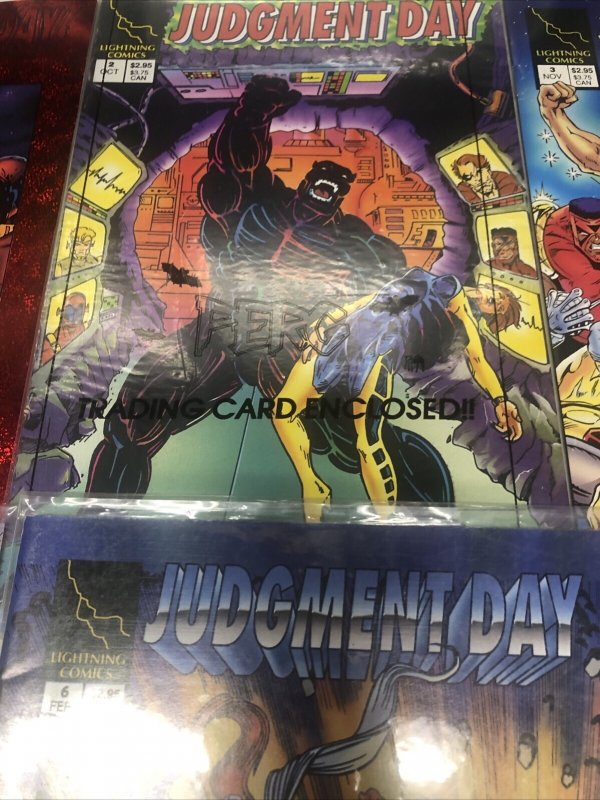 JUDGMENT DAY
LIGHTNING
COMICS
2
OCT
$2.95
$3.75
CAN
LIGHTNING
COMICS
3
NOV
$2.95
$3.75
CAN
TRADING CARD ENCLOSED!!
JUDGMENT DAY
LIGHTNING
COMICS
6
FEB